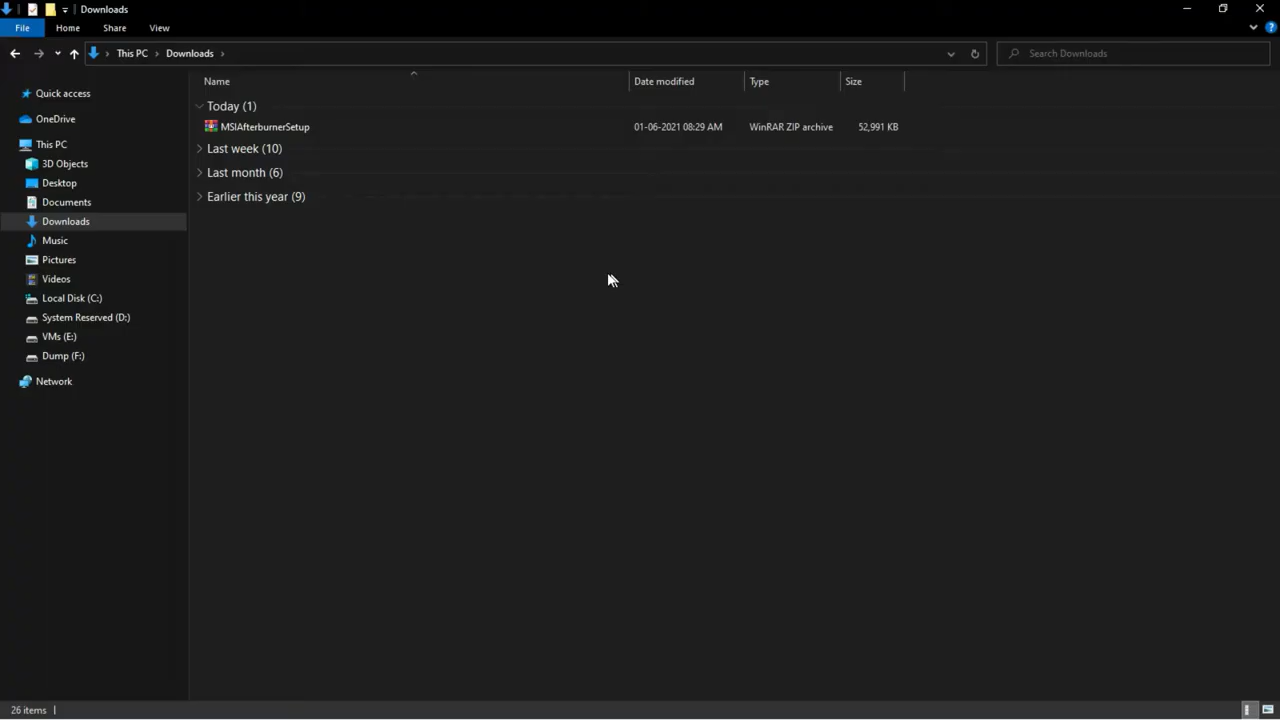 Downloads
File Home Share View
This PC Downloads Search Downloads
Name Date modified Type Size
Quick access
OneDrive
This PC
3D Objects
Desktop
Documents
Downloads
Music
Pictures
Videos
Local Disk (C:)
System Reserved (D:)
VMs (E:)
Dump (F:)
Network
Today (1)
MSIAfterburnerSetup 01-06-2021 08:29 AM WinRAR ZIP archive 52,991 KB
Last week (10)
Last month (6)
Earlier this year (9)
26 items